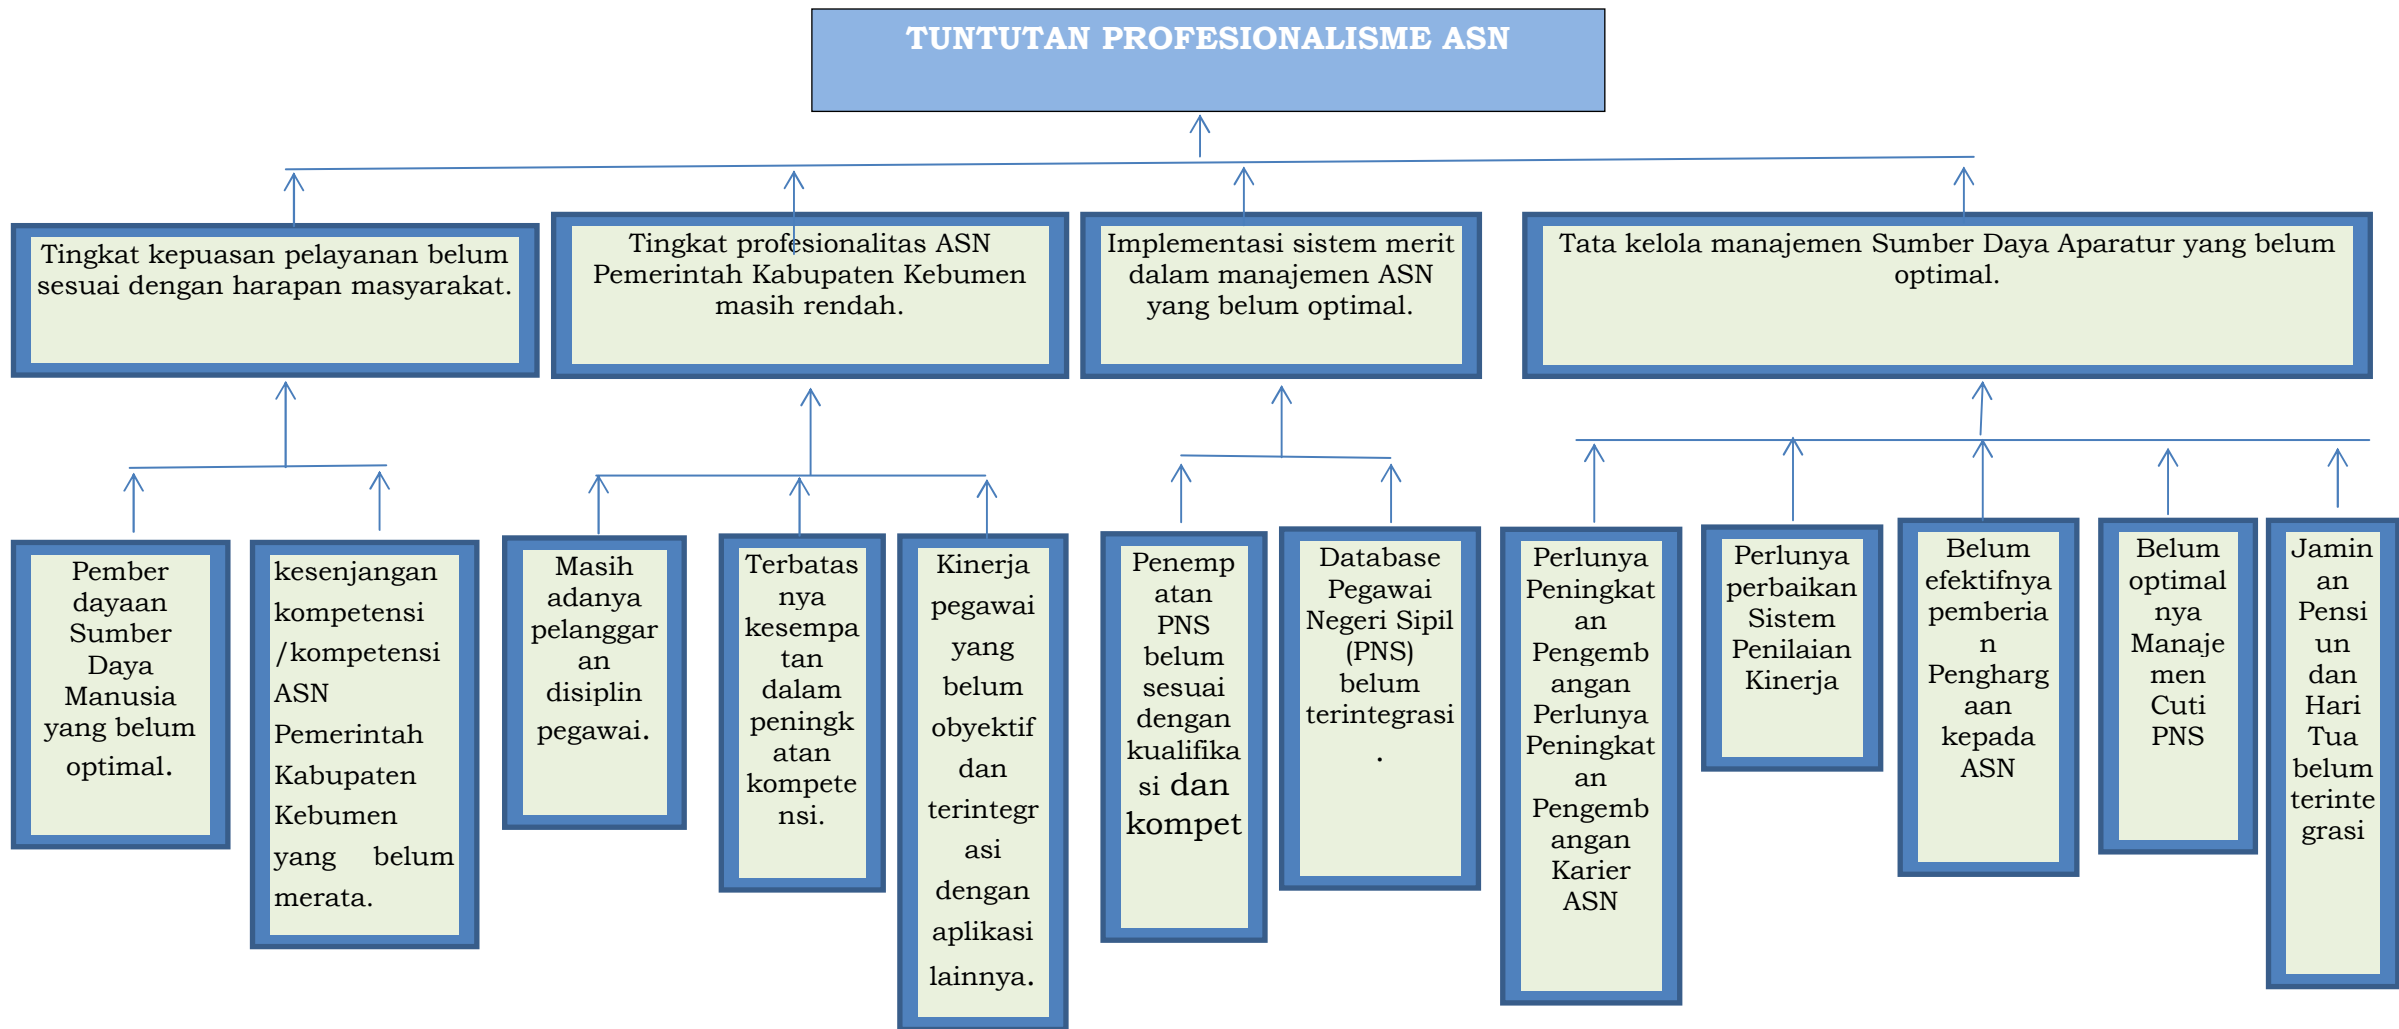 TUNTUTAN PROFESIONALISME ASN
Tingkat kepuasan pelayanan belum
sesuai dengan harapan masyarakat.
Tingkat profesionalitas ASN
Pemerintah Kabupaten Kebumen
masih rendah.
Implementasi sistem merit
dalam manajemen ASN
yang belum optimal.
Tata kelola manajemen Sumber Daya Aparatur yang belum
optimal.
Pember
dayaan
Sumber
Daya
Manusia
yang belum
optimal.
kesenjangan
kompetensi
/kompetensi
ASN
Pemerintah
Kabupaten
Kebumen
yang belum
merata.
Masih
adanya
pelanggar
an
disiplin
pegawai.
Terbatas
nya
kesempa
tan
dalam
peningk
atan
kompete
nsi.
Kinerja
pegawai
yang
belum
obyektif
dan
terintegr
asi
dengan
aplikasi
lainnya.
Penemp
atan
PNS
belum
sesuai
dengan
kualifika
si dan
kompet
Database
Pegawai
Negeri Sipil
(PNS)
belum
terintegrasi
.
Perlunya
Peningkat
an
Pengemb
angan
Perlunya
Peningkat
an
Pengemb
angan
Karier
ASN
Perlunya
perbaikan
Sistem
Penilaian
Kinerja
Belum
efektifnya
pemberia
n
Pengharg
aan
kepada
ASN
Belum
optimal
nya
Manaje
men
Cuti
PNS
Jamin
an
Pensi
un
dan
Hari
Tua
belum
terinte
grasi